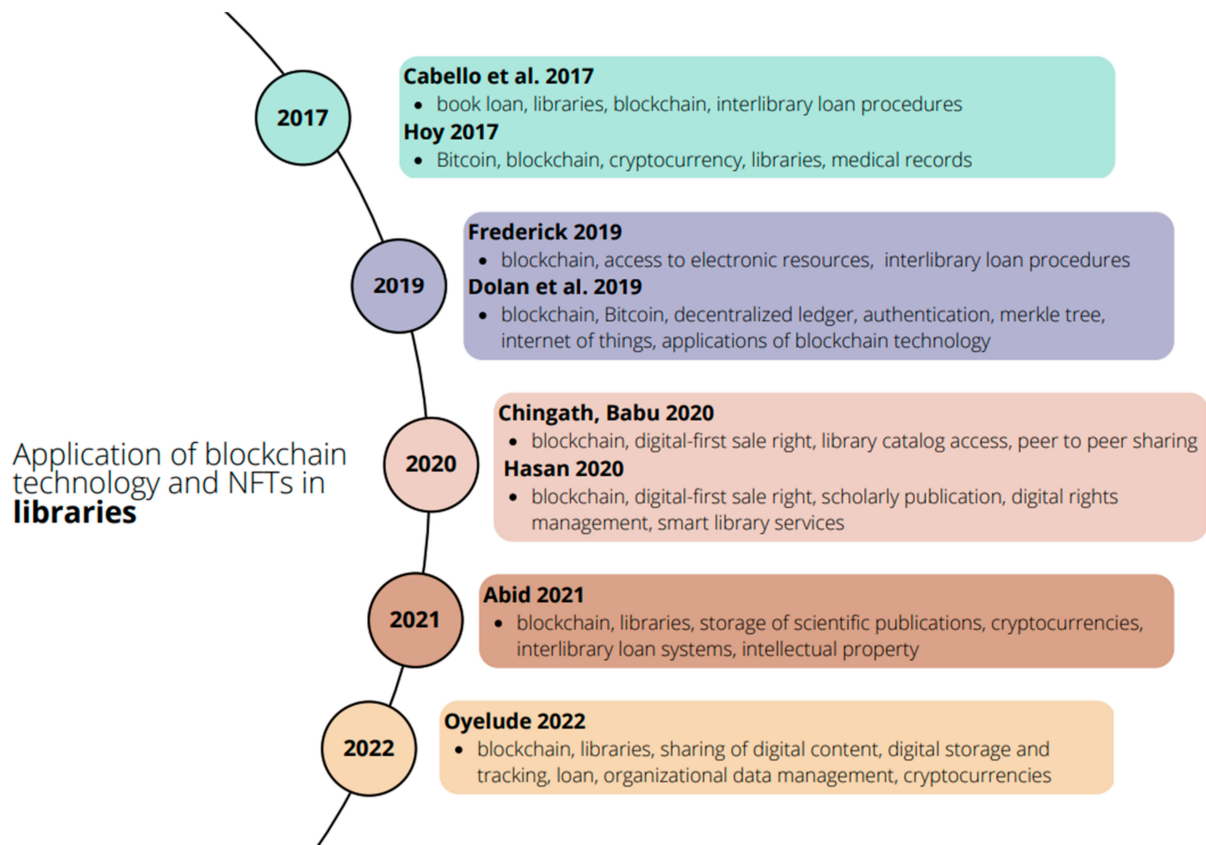 Application of blockchain
technology and NFTs in
libraries
2017
Cabello et al. 2017
• book loan, libraries, blockchain, interlibrary loan procedures
Hoy 2017
• Bitcoin, blockchain, cryptocurrency, libraries, medical records
2019
Frederick 2019
• blockchain, access to electronic resources, interlibrary loan procedures
Dolan et al. 2019
• blockchain, Bitcoin, decentralized ledger, authentication, merkle tree,
internet of things, applications of blockchain technology
2020
Chingath, Babu 2020
• blockchain, digital-first sale right, library catalog access, peer to peer sharing
Hasan 2020
• blockchain, digital-first sale right, scholarly publication, digital rights
management, smart library services
2021
Abid 2021
• blockchain, libraries, storage of scientific publications, cryptocurrencies,
interlibrary loan systems, intellectual property
2022
Oyelude 2022
• blockchain, libraries, sharing of digital content, digital storage and
tracking, loan, organizational data management, cryptocurrencies